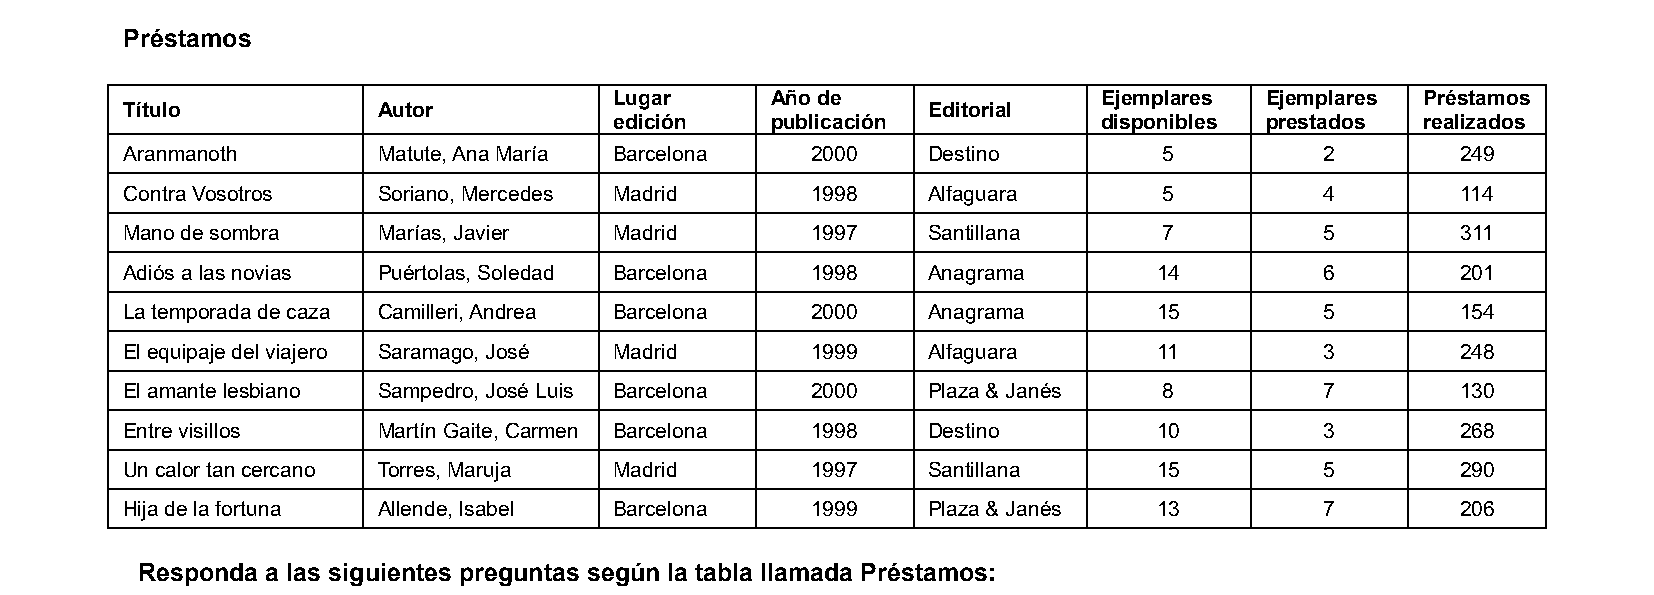 Préstamos
Título Autor Lugar edición Año de publicación Editorial Ejemplares disponibles Ejemplares prestados Préstamos realizados
Aranmanoth Matute, Ana María Barcelona 2000 Destino 5 2 249
Contra Vosotros Soriano, Mercedes Madrid 1998 Alfaguara 5 4 114
Mano de sombra Marías, Javier Madrid 1997 Santillana 7 5 311
Adiós a las novias Puértolas, Soledad Barcelona 1998 Anagrama 14 6 201
La temporada de caza Camilleri, Andrea Barcelona 2000 Anagrama 15 5 154
El equipaje del viajero Saramago, José Madrid 1999 Alfaguara 11 3 248
El amante lesbiano Sampedro, José Luis Barcelona 2000 Plaza & Janés 8 7 130
Entre visillos Martín Gaite, Carmen Barcelona 1998 Destino 10 3 268
Un calor tan cercano Torres, Maruja Madrid 1997 Santillana 15 5 290
Hija de la fortuna Allende, Isabel Barcelona 1999 Plaza & Janés 13 7 206
Responda a las siguientes preguntas según la tabla llamada Préstamos: